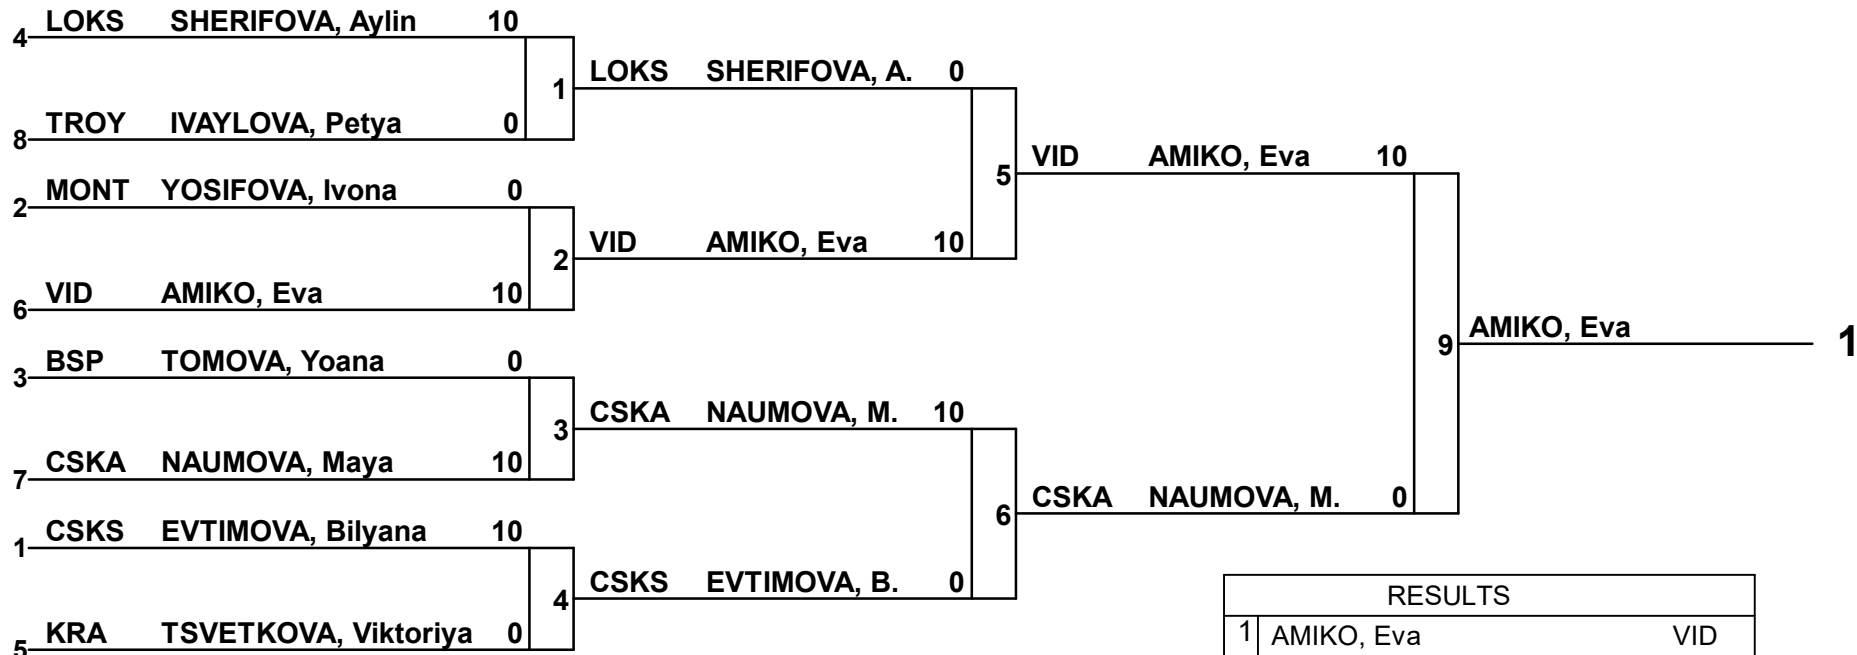 4 LOKS SHERIFOVA, Aylin 10
1 LOKS SHERIFOVA, A. 0
8 TROY IVAYLOVA, Petya 0
5 VID AMIKO, Eva 10
2 MONT YOSIFOVA, Ivona 0
2 VID AMIKO, Eva 10
6 VID AMIKO, Eva 10
9 AMIKO, Eva 1
3 BSP TOMOVA, Yoana 0
3 CSKA NAUMOVA, M. 10
7 CSKA NAUMOVA, Maya 10
6 CSKA NAUMOVA, M. 0
1 CSKS EVTIMOVA, Bilyana 10
4 CSKS EVTIMOVA, B. 0
5 KRA TSVETKOVA, Viktoriya 0
RESULTS
1 AMIKO, Eva VID